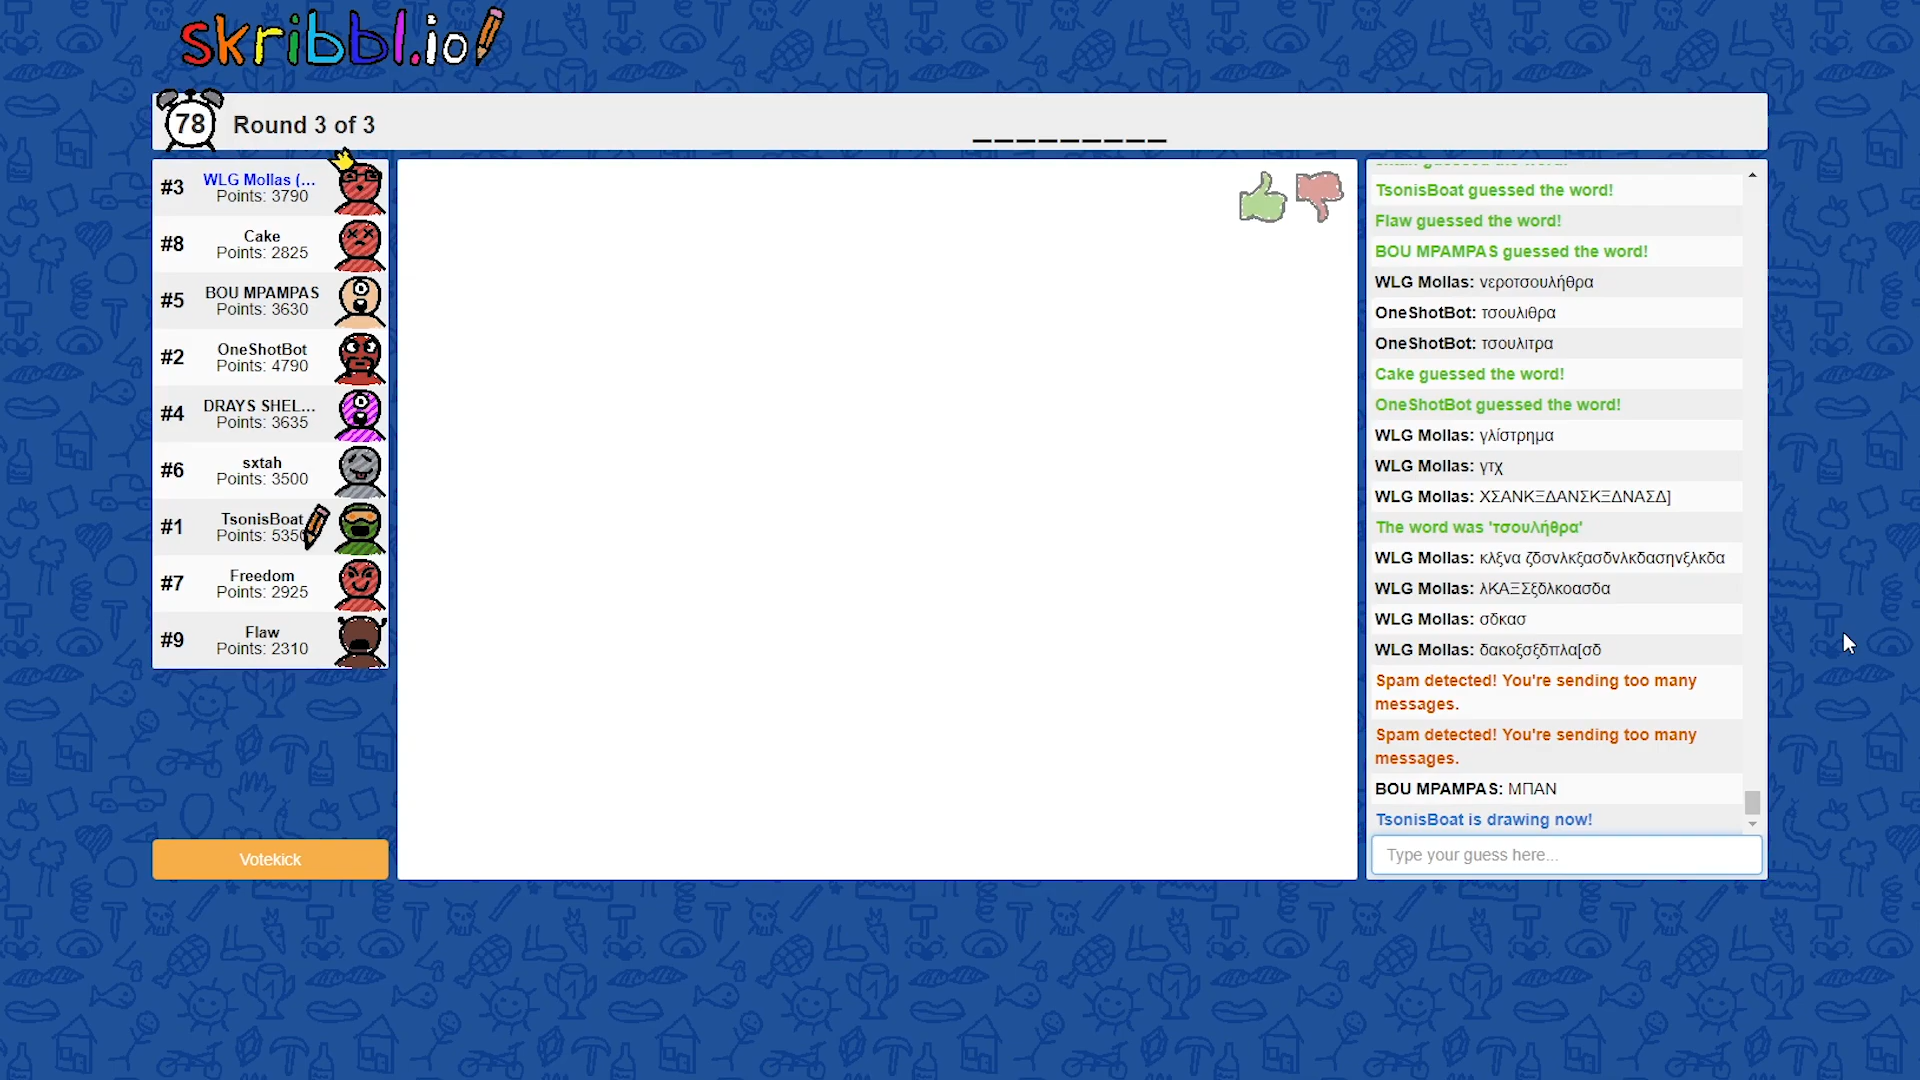 skribbl.io
78
Round 3 of 3
_ _ _ _ _ _ _ _ _
#3
WLG Mollas (...
Points: 3790
#8
Cake
Points: 2825
#5
BOU MPAMPAS
Points: 3630
#2
OneShotBot
Points: 4790
#4
DRAYS SHEL...
Points: 3635
#6
sxtah
Points: 3500
#1
TsonisBoat
Points: 5350
#7
Freedom
Points: 2925
#9
Flaw
Points: 2310
Votekick
TsonisBoat guessed the word!
Flaw guessed the word!
BOU MPAMPAS guessed the word!
WLG Mollas: νεροτσουλήθρα
OneShotBot: τσουλιθρα
OneShotBot: τσουλιτρα
Cake guessed the word!
OneShotBot guessed the word!
WLG Mollas: γλίστρημα
WLG Mollas: γτχ
WLG Mollas: ΧΣΑΝΚΞΔΑΝΣΚΞΔΝΑΣΔ]
The word was 'τσουλήθρα'
WLG Mollas: κλξνα ζδσνλκξασδνλκδασηνξλκδα
WLG Mollas: λΚΑΞΣξδλκοασδα
WLG Mollas: σδκασ
WLG Mollas: δακοξσξδπλα[σδ
Spam detected! You're sending too many
messages.
Spam detected! You're sending too many
messages.
BOU MPAMPAS: ΜΠΑΝ
TsonisBoat is drawing now!
Type your guess here...